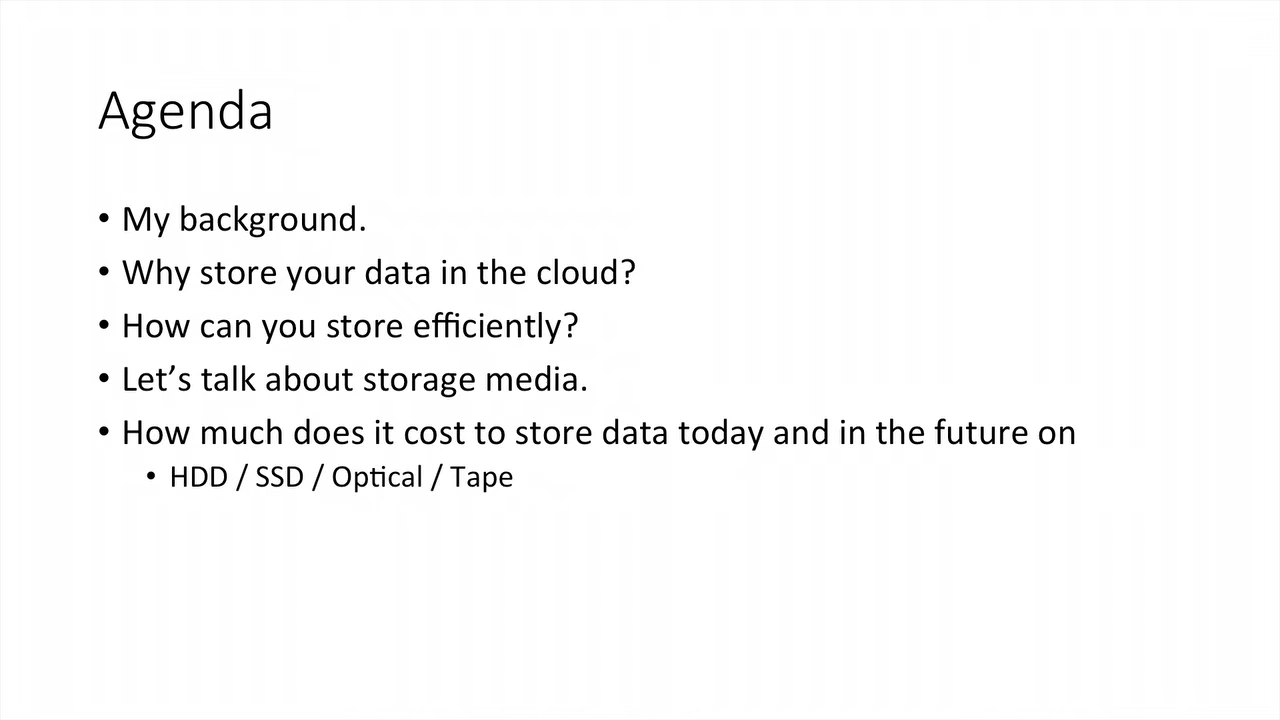 Agenda
• My background.
• Why store your data in the cloud?
• How can you store efficiently?
• Let’s talk about storage media.
• How much does it cost to store data today and in the future on
• HDD / SSD / Optical / Tape